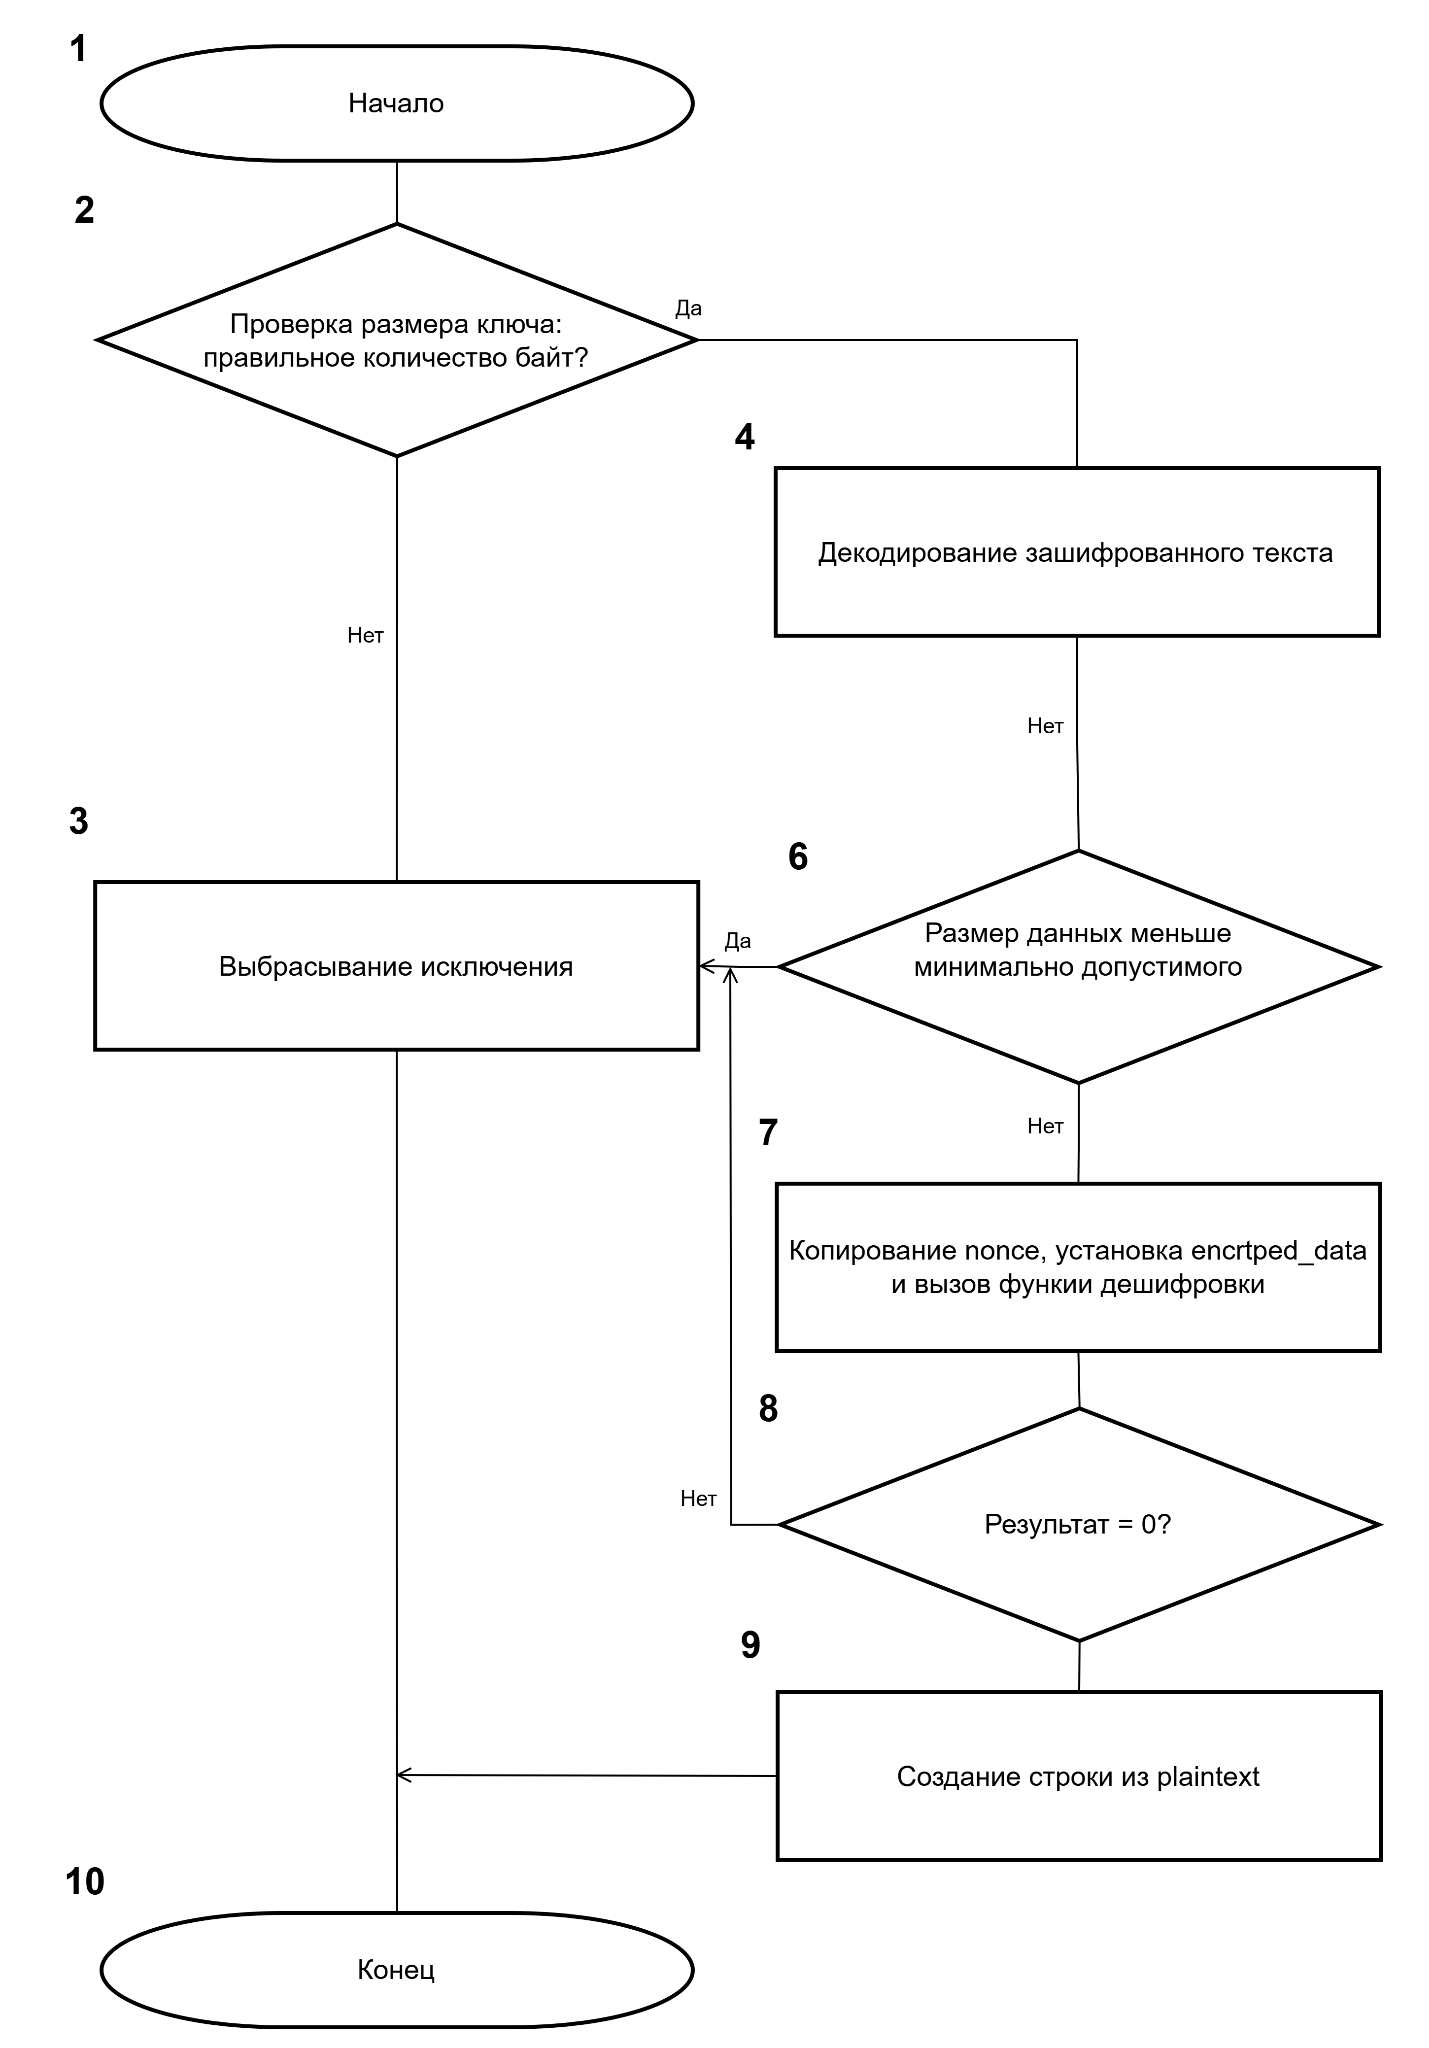 1
Начало
2
Проверка размера ключа:
правильное количество байт?
Да
4
Декодирование зашифрованного текста
Нет
Нет
3
6
Выбрасывание исключения
Да
Размер данных меньше
минимально допустимого
Нет
7
Копирование nonce, установка encrtped_data
и вызов функии дешифровки
8
Нет
Результат = 0?
9
Создание строки из plaintext
10
Конец